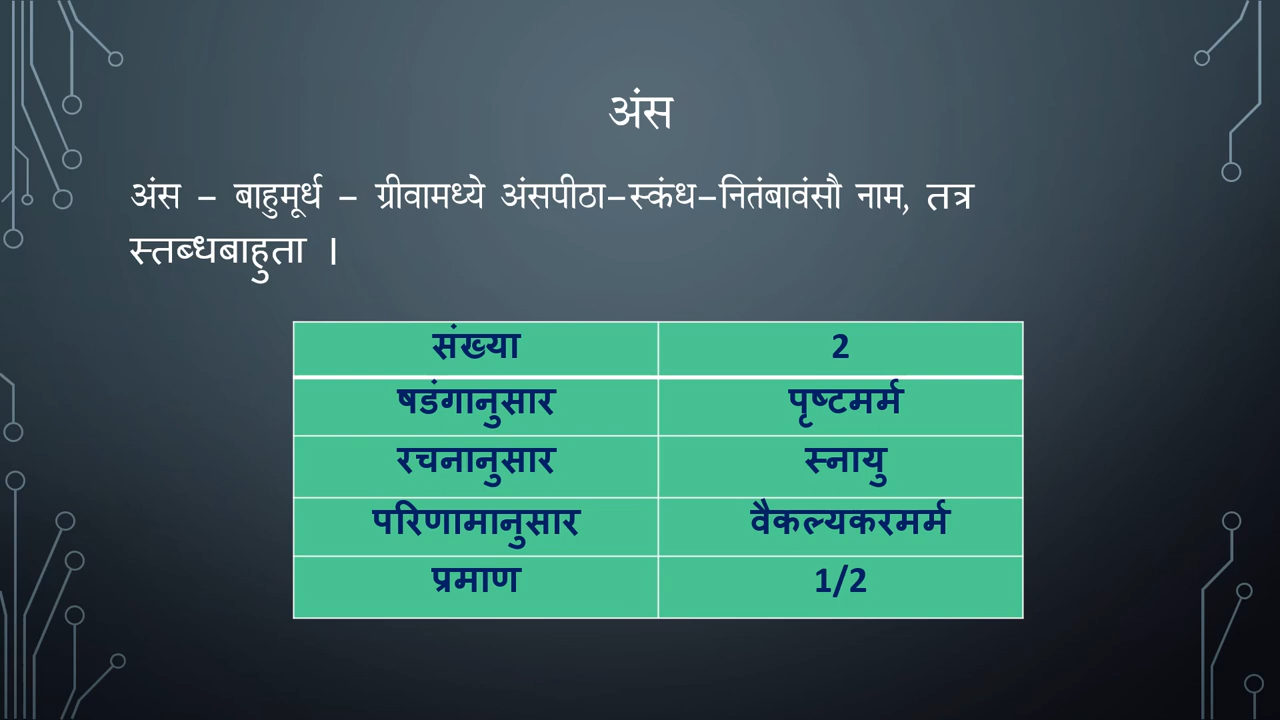 अंस
अंस – बाहुमूर्ध – ग्रीवामध्ये अंसपीठा–स्कंध–नितंबावंसौ नाम, तत्र
स्तब्धबाहुता ।
संख्या 2
षडंगानुसार पृष्टमर्म
रचनानुसार स्नायु
परिणामानुसार वैकल्यकरमर्म
प्रमाण 1/2